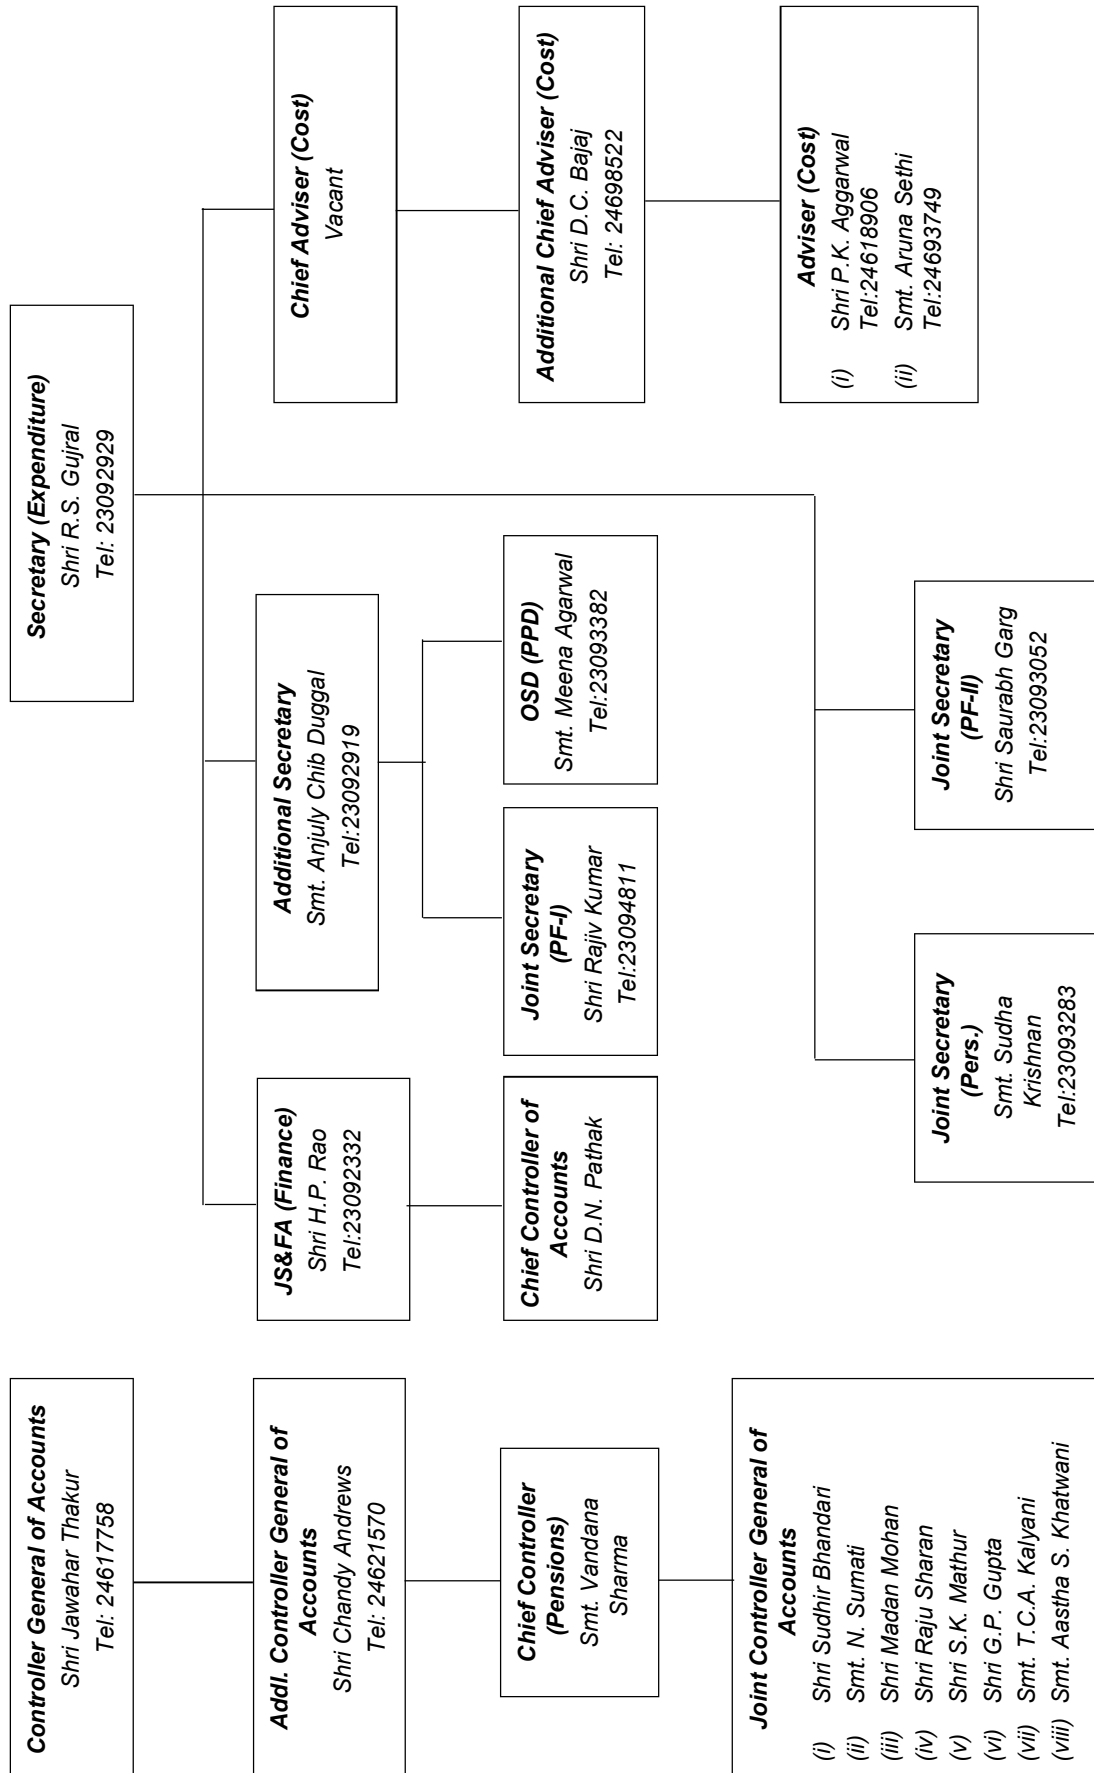 Controller General of Accounts
Shri Jawahar Thakur
Tel: 24617758
Addl. Controller General of
Accounts
Shri Chandy Andrews
Tel: 24621570
Chief Controller
(Pensions)
Smt. Vandana
Sharma
Joint Controller General of
Accounts
(i) Shri Sudhir Bhandari
(ii) Smt. N. Sumati
(iii) Shri Madan Mohan
(iv) Shri Raju Sharan
(v) Shri S.K. Mathur
(vi) Shri G.P. Gupta
(vii) Smt. T.C.A. Kalyani
(viii) Smt. Aastha S. Khatwani
Secretary (Expenditure)
Shri R.S. Gujral
Tel: 23092929
JS&FA (Finance)
Shri H.P. Rao
Tel:23092332
Chief Controller of
Accounts
Shri D.N. Pathak
Additional Secretary
Smt. Anjuly Chib Duggal
Tel:23092919
Joint Secretary
(PF-I)
Shri Rajiv Kumar
Tel:23094811
OSD (PPD)
Smt. Meena Agarwal
Tel:23093382
Chief Adviser (Cost)
Vacant
Additional Chief Adviser (Cost)
Shri D.C. Bajaj
Tel: 24698522
Adviser (Cost)
(i) Shri P.K. Aggarwal
Tel:24618906
(ii) Smt. Aruna Sethi
Tel:24693749
Joint Secretary
(Pers.)
Smt. Sudha
Krishnan
Tel:23093283
Joint Secretary
(PF-II)
Shri Saurabh Garg
Tel:23093052